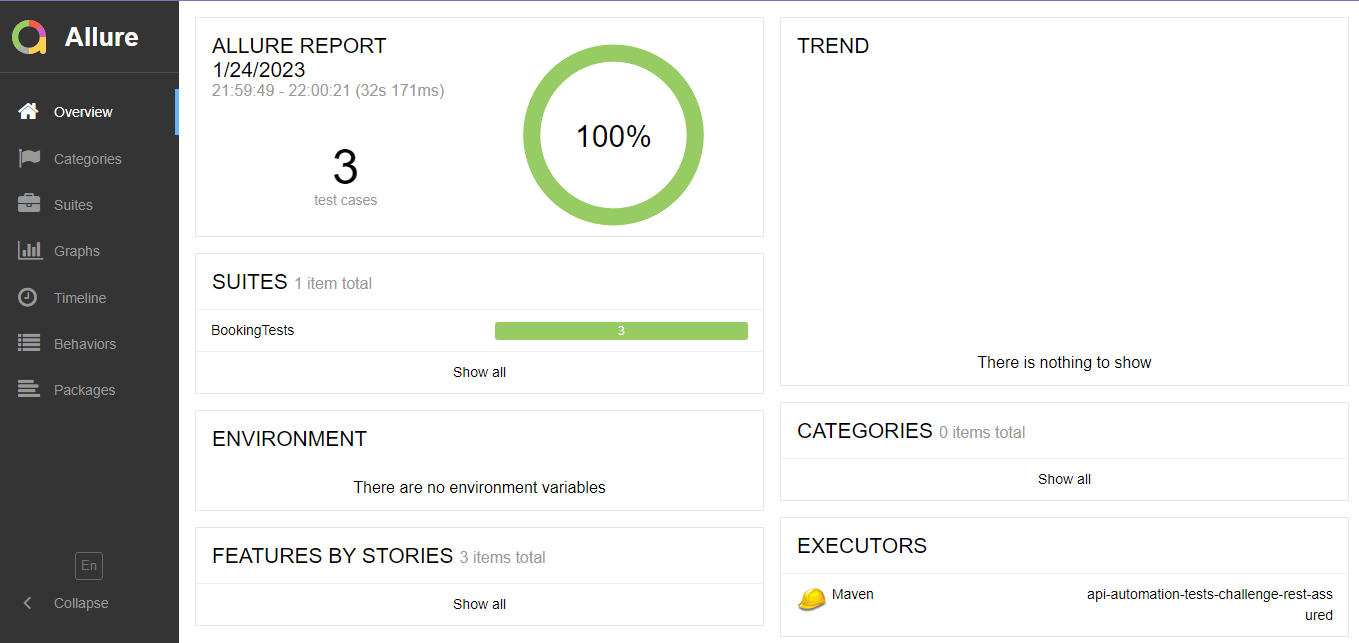 Allure
Overview
Categories
Suites
Graphs
Timeline
Behaviors
Packages
En
Collapse
ALLURE REPORT
1/24/2023
21:59:49 - 22:00:21 (32s 171ms)
3
test cases
100%
SUITES 1 item total
BookingTests 3
Show all
ENVIRONMENT
There are no environment variables
FEATURES BY STORIES 3 items total
Show all
TREND
There is nothing to show
CATEGORIES 0 items total
Show all
EXECUTORS
Maven api-automation-tests-challenge-rest-ass
ured